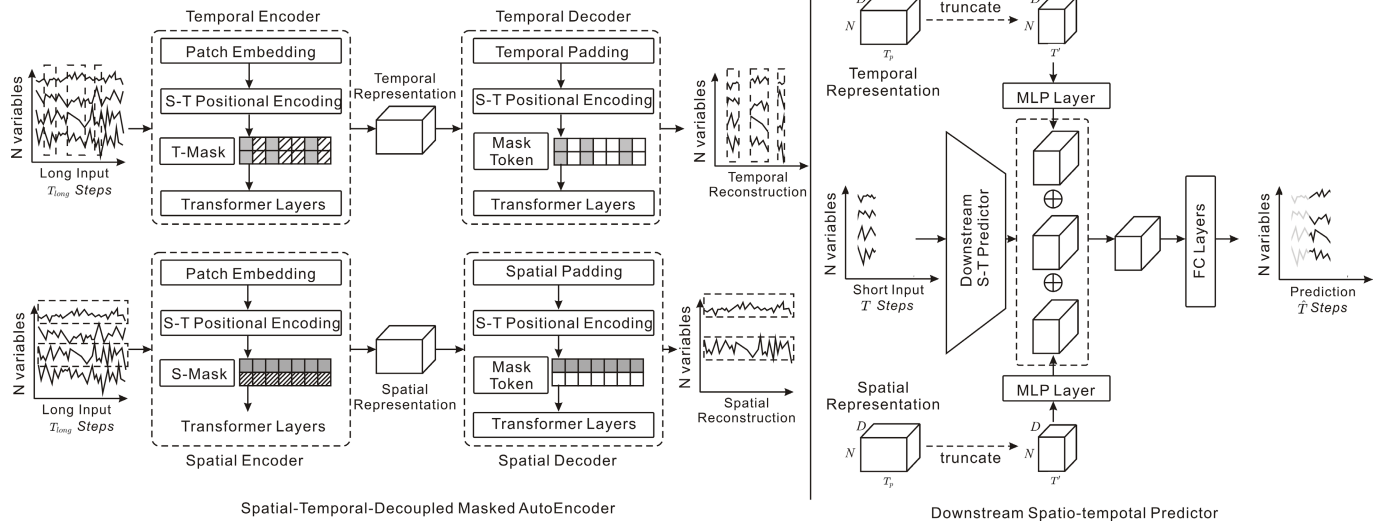 Temporal Encoder
Patch Embedding
S-T Positional Encoding
T-Mask
Transformer Layers
N variables
Long Input
T_long Steps
Temporal
Representation
Temporal Decoder
Temporal Padding
S-T Positional Encoding
Mask
Token
Transformer Layers
N variables
Temporal
Reconstruction
Patch Embedding
S-T Positional Encoding
S-Mask
Transformer Layers
Spatial Encoder
N variables
Long Input
T_long Steps
Spatial
Representation
Spatial Padding
S-T Positional Encoding
Mask
Token
Transformer Layers
Spatial Decoder
N variables
Spatial
Reconstruction
Spatial-Temporal-Decoupled Masked AutoEncoder
D
N
T_p
truncate
D
N
T'
Temporal
Representation
MLP Layer
N variables
Short Input
T Steps
Downstream
S-T Predictor
FC Layers
N variables
Prediction
T̂ Steps
MLP Layer
Spatial
Representation
D
N
T_p
truncate
D
N
T'
Downstream Spatio-tempotal Predictor